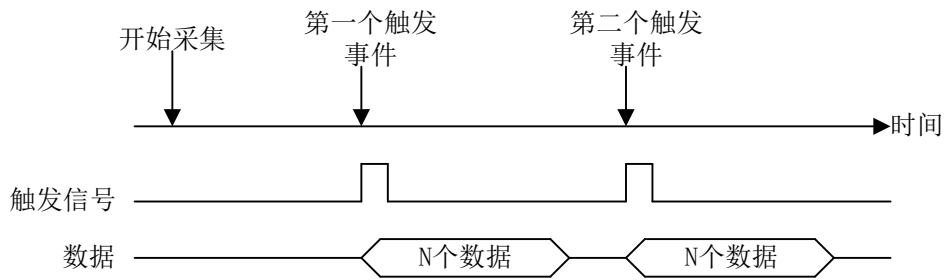 开始采集
第一个触发
事件
第二个触发
事件
时间
触发信号
数据
N个数据
N个数据